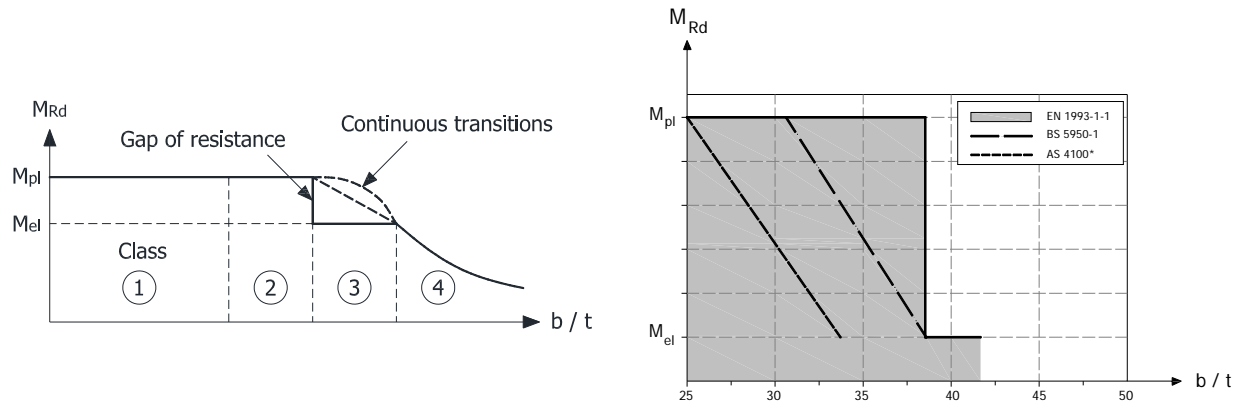 MRd
Gap of resistance
Continuous transitions
Mpl
Mel
Class
1
2
3
4
b / t
MRd
Mpl
Mel
EN 1993-1-1
BS 5950-1
AS 4100*
25
30
35
40
45
50
b / t